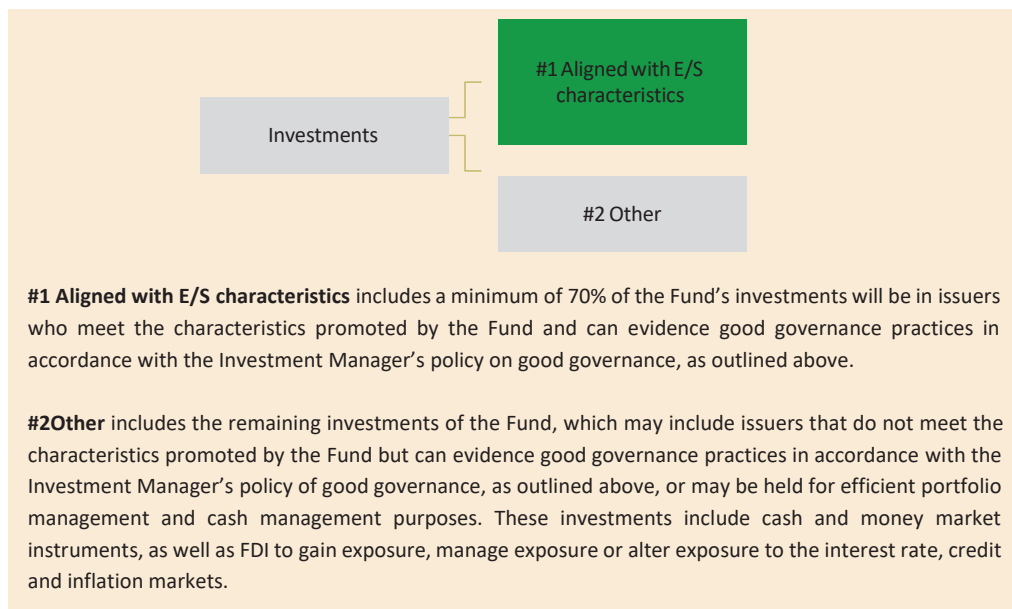 #1 Aligned with E/S
characteristics
Investments
#2 Other
#1 Aligned with E/S characteristics includes a minimum of 70% of the Fund’s investments will be in issuers
who meet the characteristics promoted by the Fund and can evidence good governance practices in
accordance with the Investment Manager’s policy on good governance, as outlined above.
#2Other includes the remaining investments of the Fund, which may include issuers that do not meet the
characteristics promoted by the Fund but can evidence good governance practices in accordance with the
Investment Manager’s policy of good governance, as outlined above, or may be held for efficient portfolio
management and cash management purposes. These investments include cash and money market
instruments, as well as FDI to gain exposure, manage exposure or alter exposure to the interest rate, credit
and inflation markets.